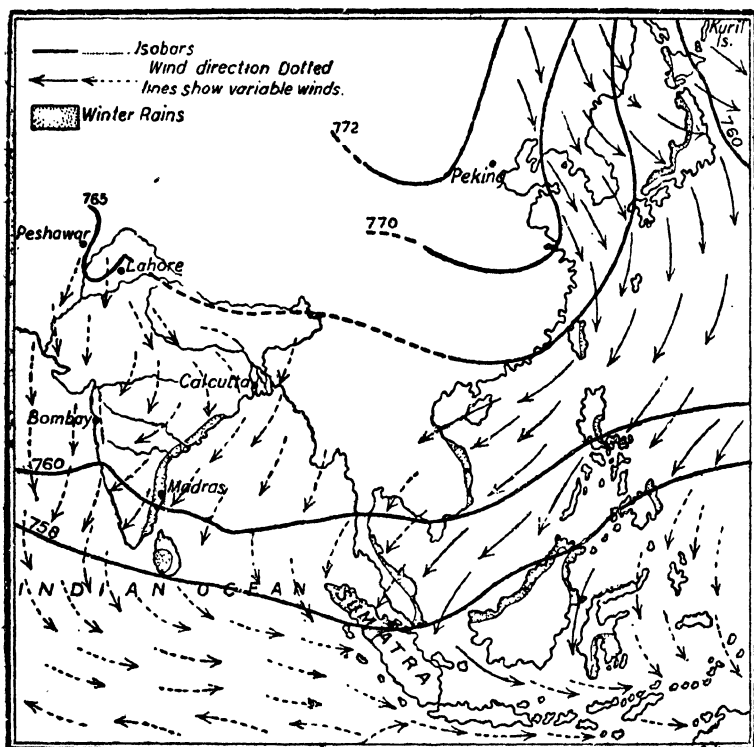 Isobars
Wind direction Dotted
lines show variable winds.
Winter Rains
Kuril
Is.
760
772
Peking
765
Peshawar
770
Lahore
Calcutta
Bombay
760
Madras
758
INDIAN OCEAN
SUMATRA